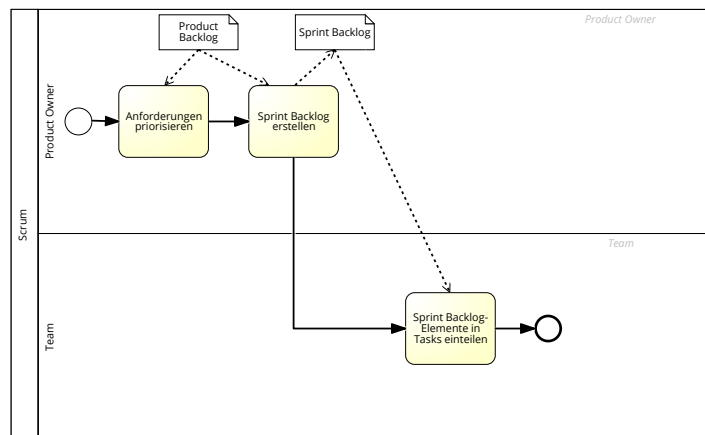 Product Owner
Product
Backlog
Sprint Backlog
Anforderungen
priorisieren
Sprint Backlog
erstellen
Product Owner
Scrum
Team
Sprint Backlog-
Elemente in
Tasks einteilen
Team